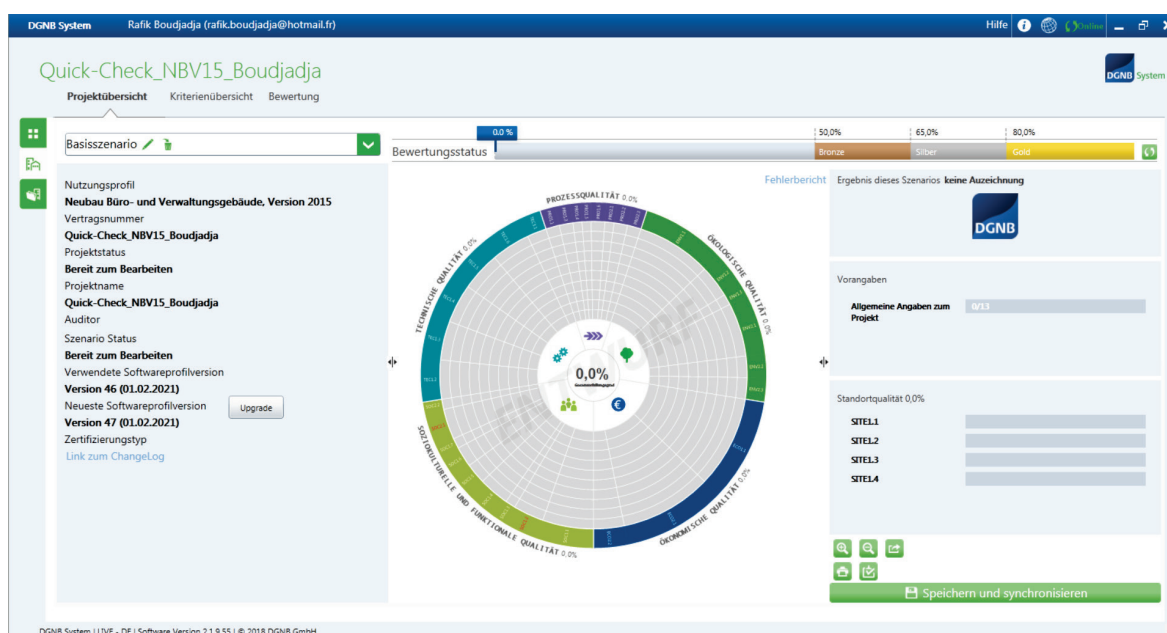 DGNB System Rafik Boudjadja (rafik.boudjadja@hotmail.fr) Hilfe Online
Quick-Check_NBV15_Boudjadja
DGNB System
Projektübersicht Kriterienübersicht Bewertung
Basisszenario
Bewertungsstatus
0.0 %
50,0% 65,0% 80,0%
Bronze Silber Gold
Nutzungsprofil
Neubau Büro- und Verwaltungsgebäude, Version 2015
Vertragsnummer
Quick-Check_NBV15_Boudjadja
Projektstatus
Bereit zum Bearbeiten
Projektname
Quick-Check_NBV15_Boudjadja
Auditor
Szenario Status
Bereit zum Bearbeiten
Verwendete Softwareprofilversion
Version 46 (01.02.2021)
Neueste Softwareprofilversion
Upgrade
Version 47 (01.02.2021)
Zertifizierungstyp
Link zum ChangeLog
Fehlerbericht
PROZESSQUALITÄT 0.0%
ÖKOLOGISCHE QUALITÄT 0.0%
ÖKONOMISCHE QUALITÄT 0.0%
SOZIOKULTURELLE UND FUNKTIONALE QUALITÄT 0.0%
TECHNISCHE QUALITÄT 0.0%
ENTWURF
0,0%
Ergebnis dieses Szenarios keine Auzeichnung
DGNB
Vorangaben
Allgemeine Angaben zum
Projekt
0/13
Standortqualität 0,0%
SITE1.1
SITE1.2
SITE1.3
SITE1.4
Speichern und synchronisieren
DGNB System | LIVE - DE | Software Version 2.1.9.55 | © 2018 DGNB GmbH